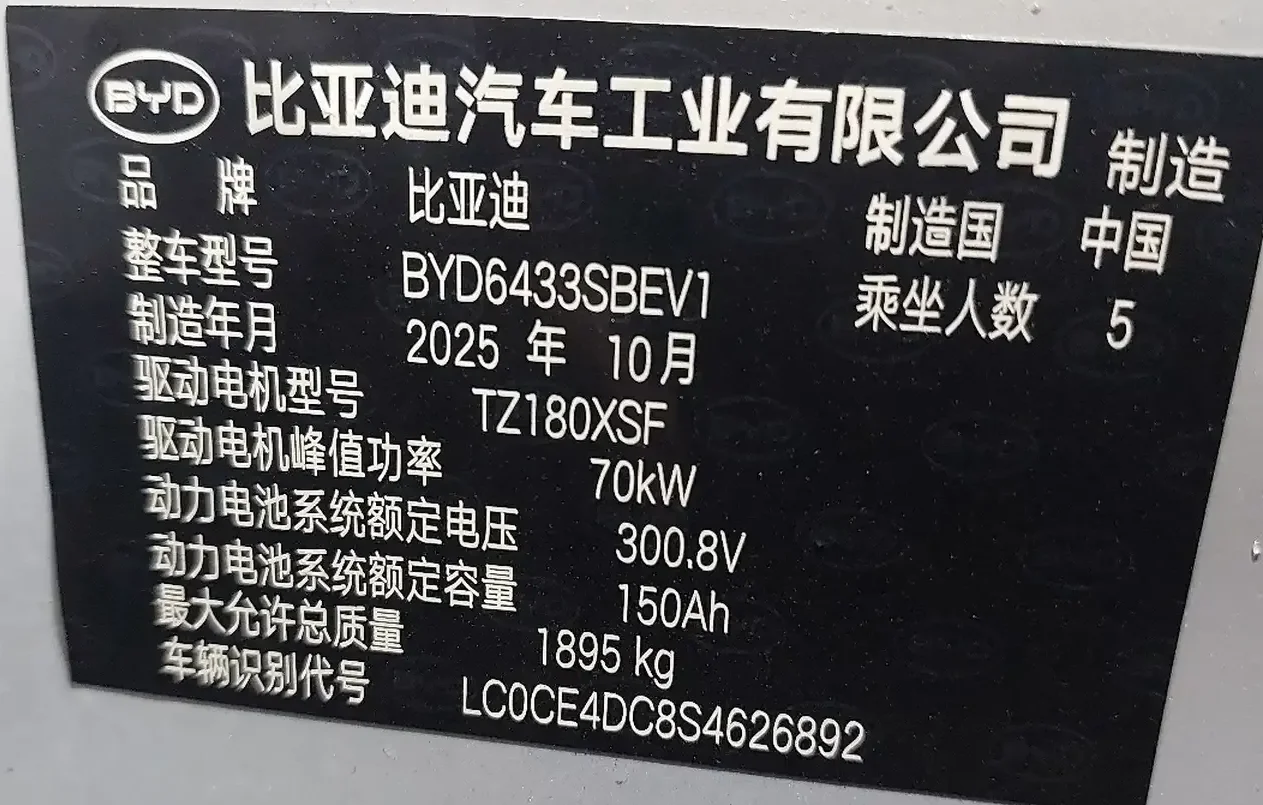 BYD 比亚迪汽车工业有限公司 制造
品 牌 比亚迪 制造国 中国
整车型号 BYD6433SBEV1 乘坐人数 5
制造年月 2025 年 10月
驱动电机型号 TZ180XSF
驱动电机峰值功率 70kW
动力电池系统额定电压 300.8V
动力电池系统额定容量 150Ah
最大允许总质量 1895 kg
车辆识别代号 LC0CE4DC8S4626892